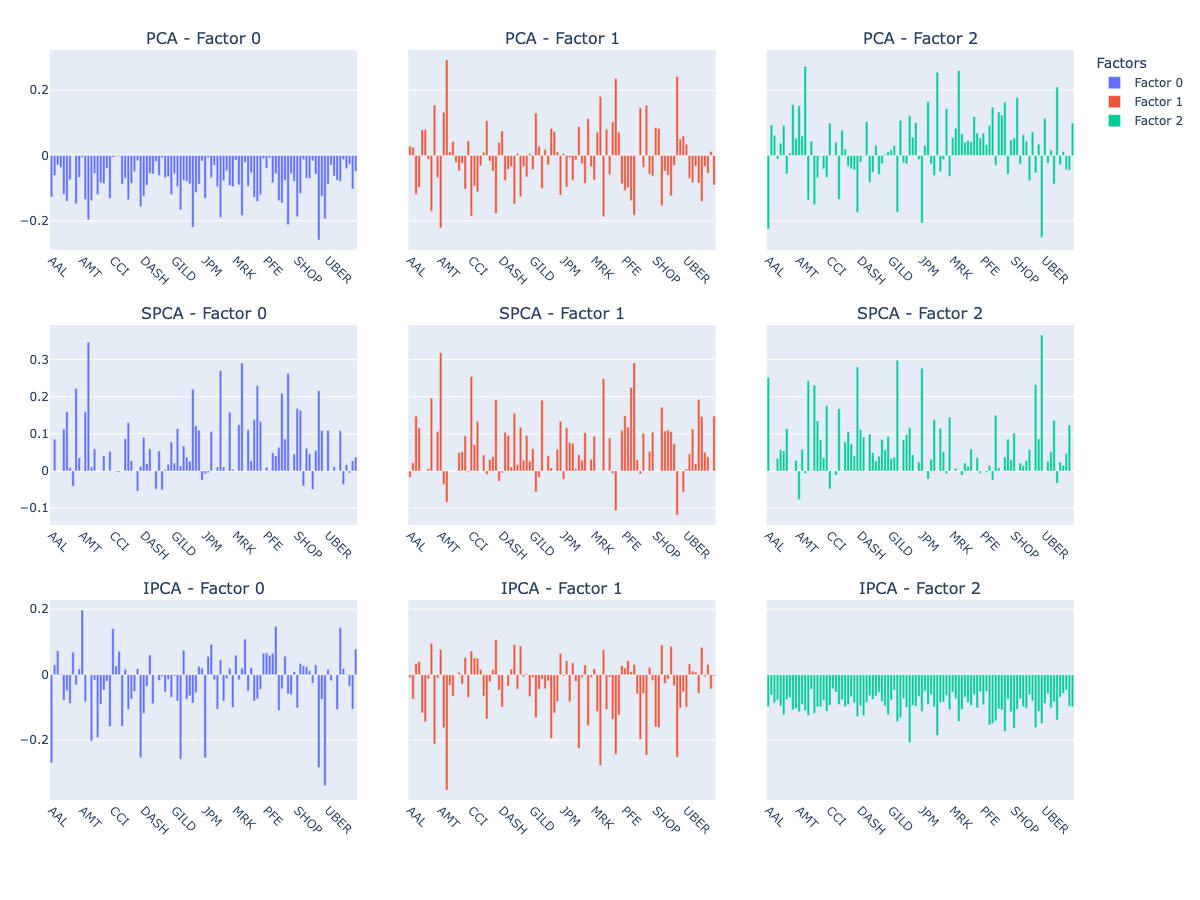 PCA - Factor 0 PCA - Factor 1 PCA - Factor 2
Factors
Factor 0
Factor 1
Factor 2
0.2
0
−0.2
AAL AMT CCI DASH GILD JPM MRK PFE SHOP UBER
AAL AMT CCI DASH GILD JPM MRK PFE SHOP UBER
AAL AMT CCI DASH GILD JPM MRK PFE SHOP UBER
SPCA - Factor 0 SPCA - Factor 1 SPCA - Factor 2
0.3
0.2
0.1
0
−0.1
AAL AMT CCI DASH GILD JPM MRK PFE SHOP UBER
AAL AMT CCI DASH GILD JPM MRK PFE SHOP UBER
AAL AMT CCI DASH GILD JPM MRK PFE SHOP UBER
IPCA - Factor 0 IPCA - Factor 1 IPCA - Factor 2
0.2
0
−0.2
AAL AMT CCI DASH GILD JPM MRK PFE SHOP UBER
AAL AMT CCI DASH GILD JPM MRK PFE SHOP UBER
AAL AMT CCI DASH GILD JPM MRK PFE SHOP UBER